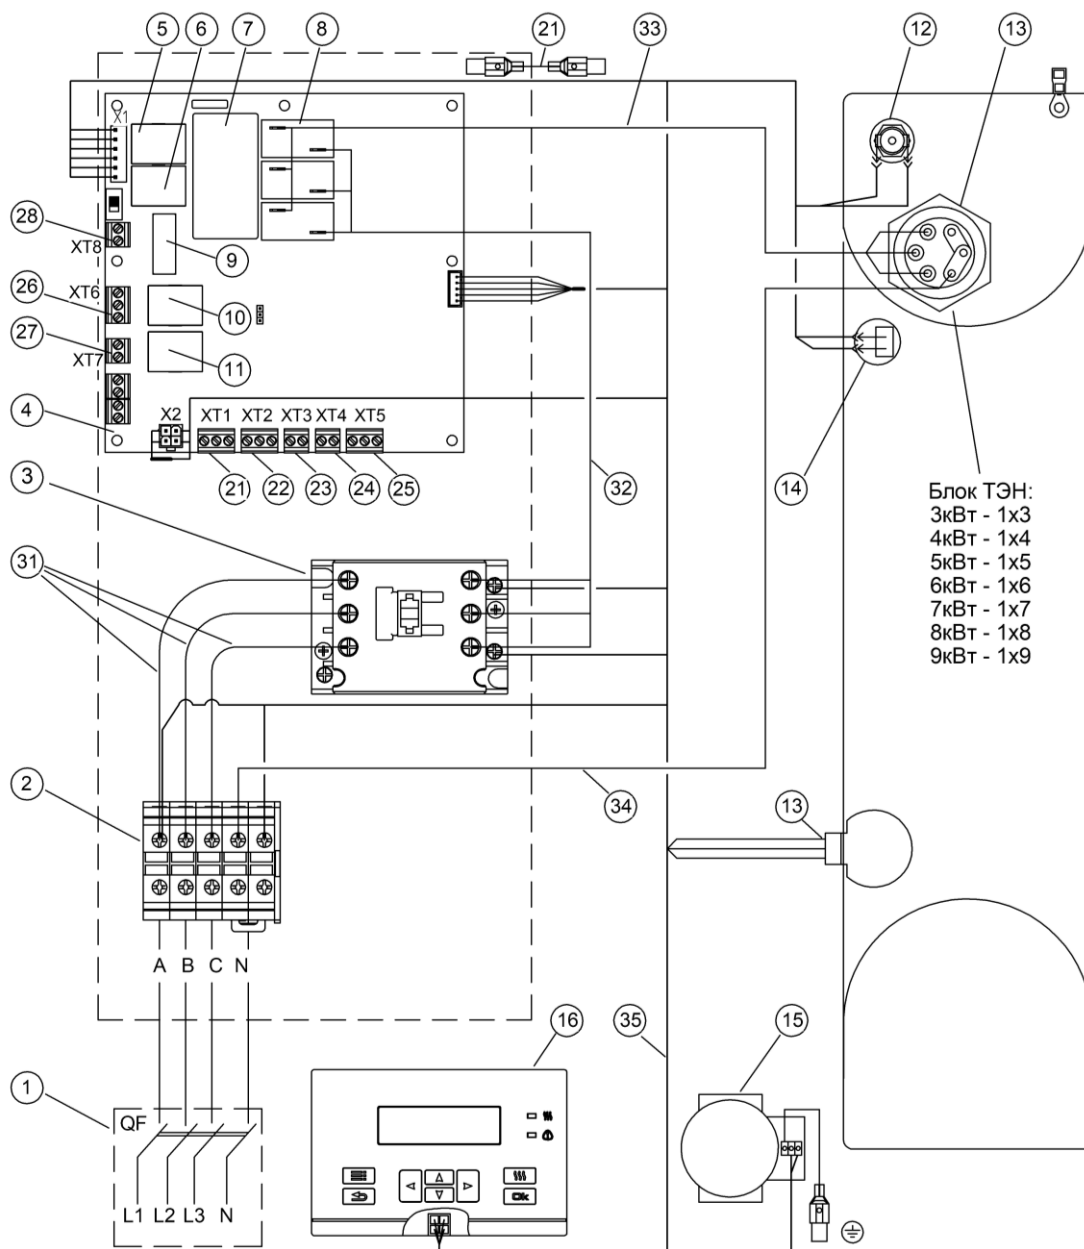 5 6 7 8 21 33 12 13
X1
28
XT8
9
26 XT6
10
27
XT7
11
4
X2 XT1 XT2 XT3 XT4 XT5
21 22 23 24 25
3
32
14
Блок ТЭН:
3кВт - 1х3
4кВт - 1х4
5кВт - 1х5
6кВт - 1х6
7кВт - 1х7
8кВт - 1х8
9кВт - 1х9
31
2
34
13
A B C N
16 35 15
1
QF
L1 L2 L3 N
Ok